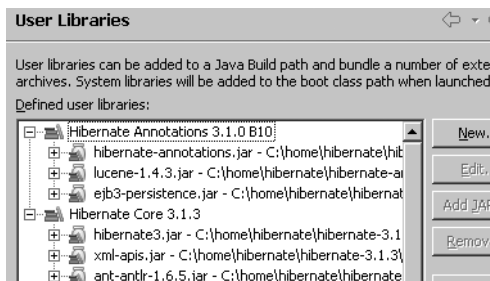 User Libraries
User libraries can be added to a Java Build path and bundle a number of exte
archives. System libraries will be added to the boot class path when launched
Defined user libraries:
Hibernate Annotations 3.1.0 B10
hibernate-annotations.jar - C:\home\hibernate\hib
lucene-1.4.3.jar - C:\home\hibernate\hibernate-a
ejb3-persistence.jar - C:\home\hibernate\hibernat
Hibernate Core 3.1.3
hibernate3.jar - C:\home\hibernate\hibernate-3.1
xml-apis.jar - C:\home\hibernate\hibernate-3.1.3\
ant-antlr-1.6.5.jar - C:\home\hibernate\hibernate
New.
Edit.
Add JAR
Remov